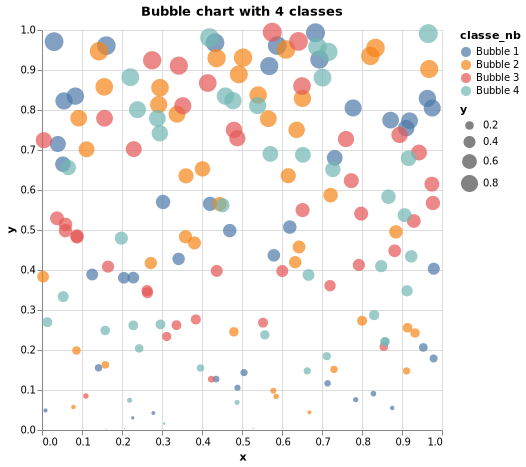 Bubble chart with 4 classes
1.0
0.9
0.8
0.7
0.6
0.5
0.4
0.3
0.2
0.1
0.0
y
0.0 0.1 0.2 0.3 0.4 0.5 0.6 0.7 0.8 0.9 1.0
x
classe_nb
Bubble 1
Bubble 2
Bubble 3
Bubble 4
y
0.2
0.4
0.6
0.8